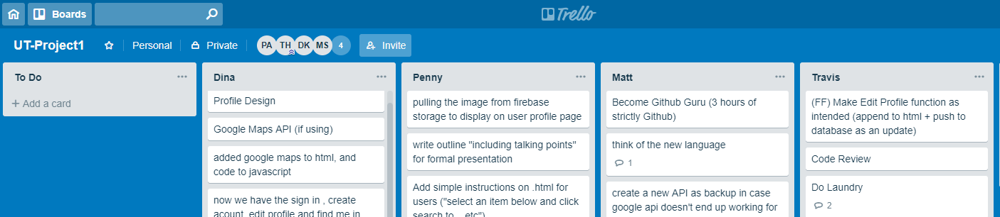 Boards
Trello
UT-Project1
Personal
Private
PA TH DK MS 4
Invite
To Do
+ Add a card
Dina
Profile Design
Google Maps API (if using)
added google maps to html, and
code to javascript
now we have the sign in , create
acount, edit profile and find me in
Penny
pulling the image from firebase
storage to display on user profile page
write outline "including talking points"
for formal presentation
Add simple instructions on .html for
users ("select an item below and click
search to... etc")
Matt
Become Github Guru (3 hours of
strictly Github)
think of the new language
1
create a new API as backup in case
google api doesn't end up working for
Travis
(FF) Make Edit Profile function as
intended (append to html + push to
database as an update)
Code Review
Do Laundry
2